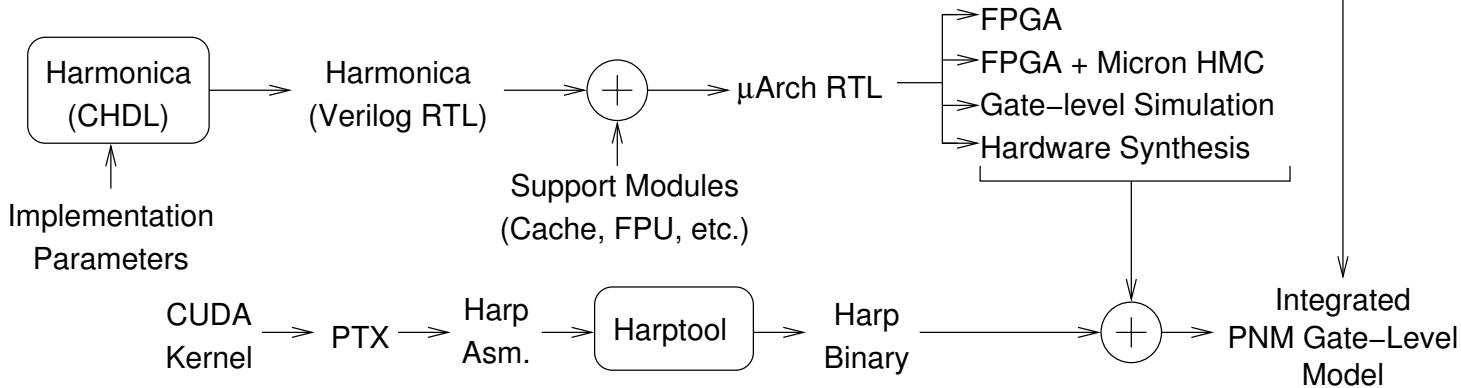 Harmonica
(CHDL)
Harmonica
(Verilog RTL)
+
μArch RTL
FPGA
FPGA + Micron HMC
Gate−level Simulation
Hardware Synthesis
Implementation
Parameters
Support Modules
(Cache, FPU, etc.)
CUDA
Kernel
PTX
Harp
Asm.
Harptool
Harp
Binary
+
Integrated
PNM Gate−Level
Model